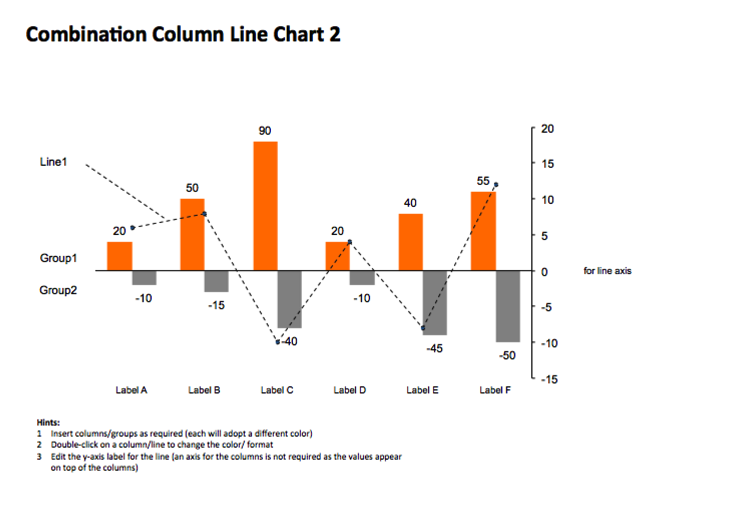 Combination Column Line Chart 2
90
20
Line1
15
50
55
40
10
20
20
5
Group1
0
for line axis
Group2
-10
-15
-10
-5
-40
-45
-50
-10
-15
Label A
Label B
Label C
Label D
Label E
Label F
Hints:
1 Insert columns/groups as required (each will adopt a different color)
2 Double-click on a column/line to change the color/ format
3 Edit the y-axis label for the line (an axis for the columns is not required as the values appear
on top of the columns)